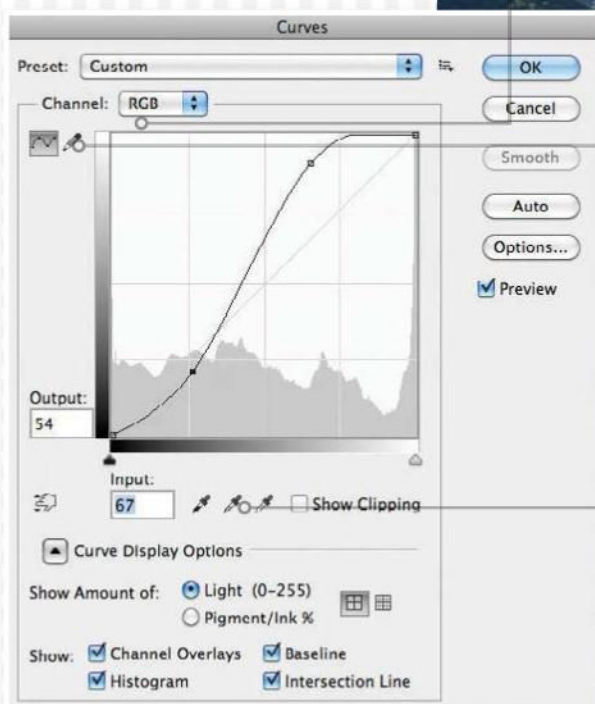 Curves
Preset: Custom
OK
Channel: RGB
Cancel
Smooth
Auto
Options...
Preview
Output:
54
Input:
67
Show Clipping
Curve Display Options
Show Amount of: Light (0-255)
Pigment/Ink %
Show: Channel Overlays Baseline
Histogram Intersection Line